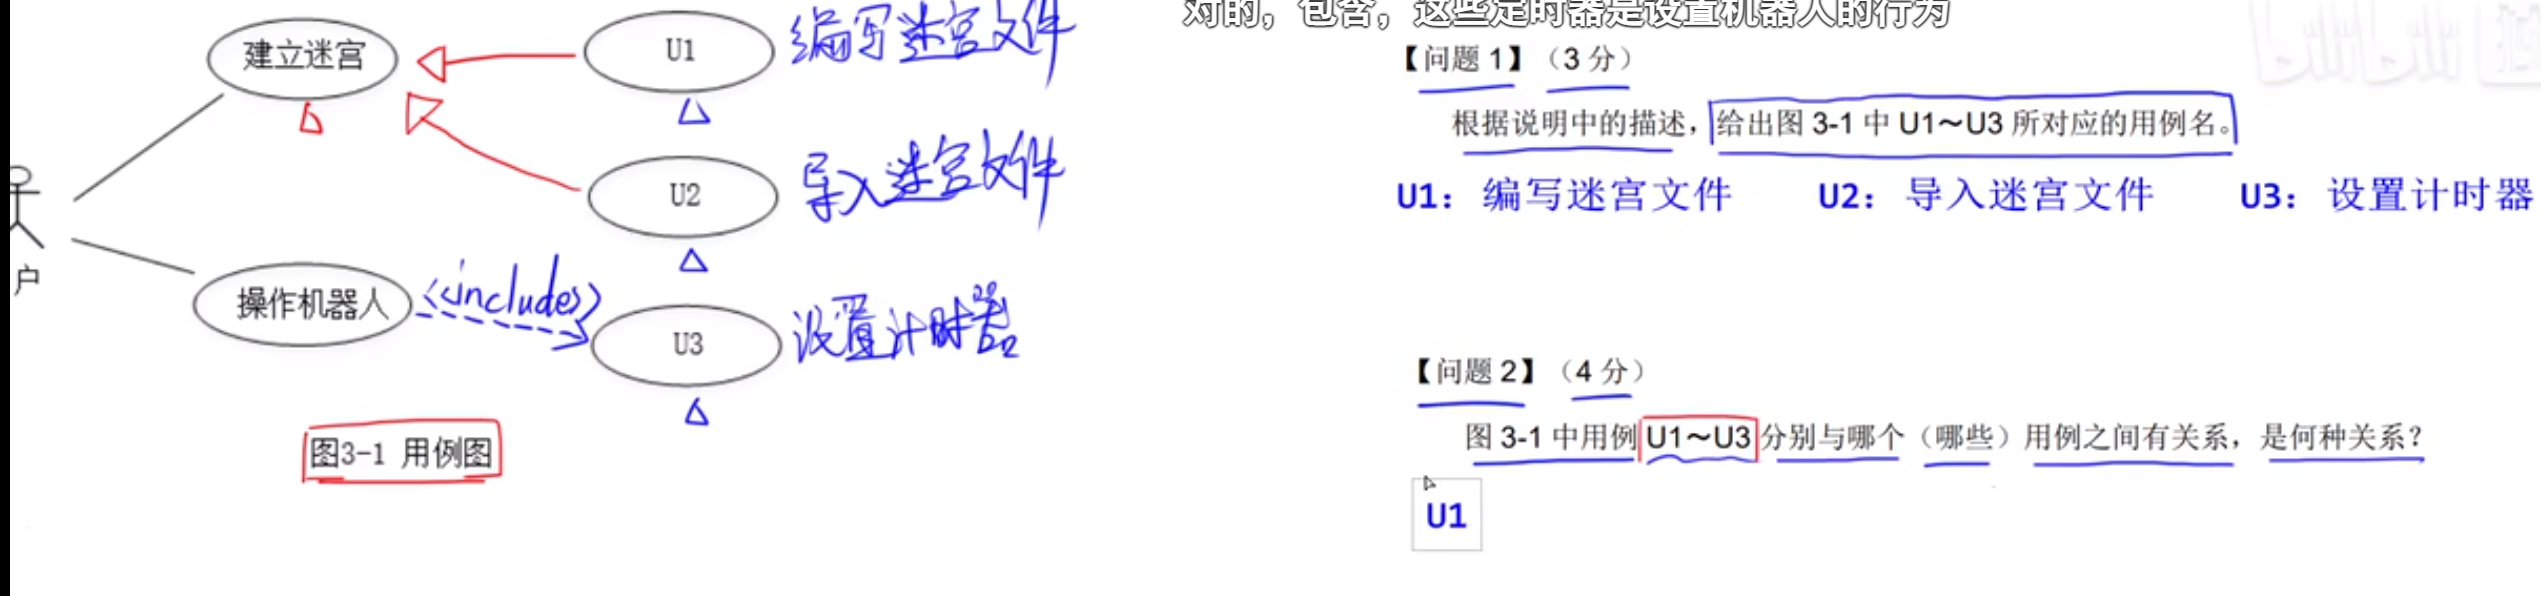 对的，包含，这些定时器是设置机器人的行为
建立迷宫
U1
编写迷宫文件
U2
导入迷宫文件
户
操作机器人
<<includes>>
U3
设置计时器
图3-1 用例图
【问题 1】（3 分）
根据说明中的描述，给出图 3-1 中 U1～U3 所对应的用例名。
U1：编写迷宫文件 U2：导入迷宫文件 U3：设置计时器
【问题 2】（4 分）
图 3-1 中用例 U1～U3 分别与哪个（哪些）用例之间有关系，是何种关系？
U1
bilibili